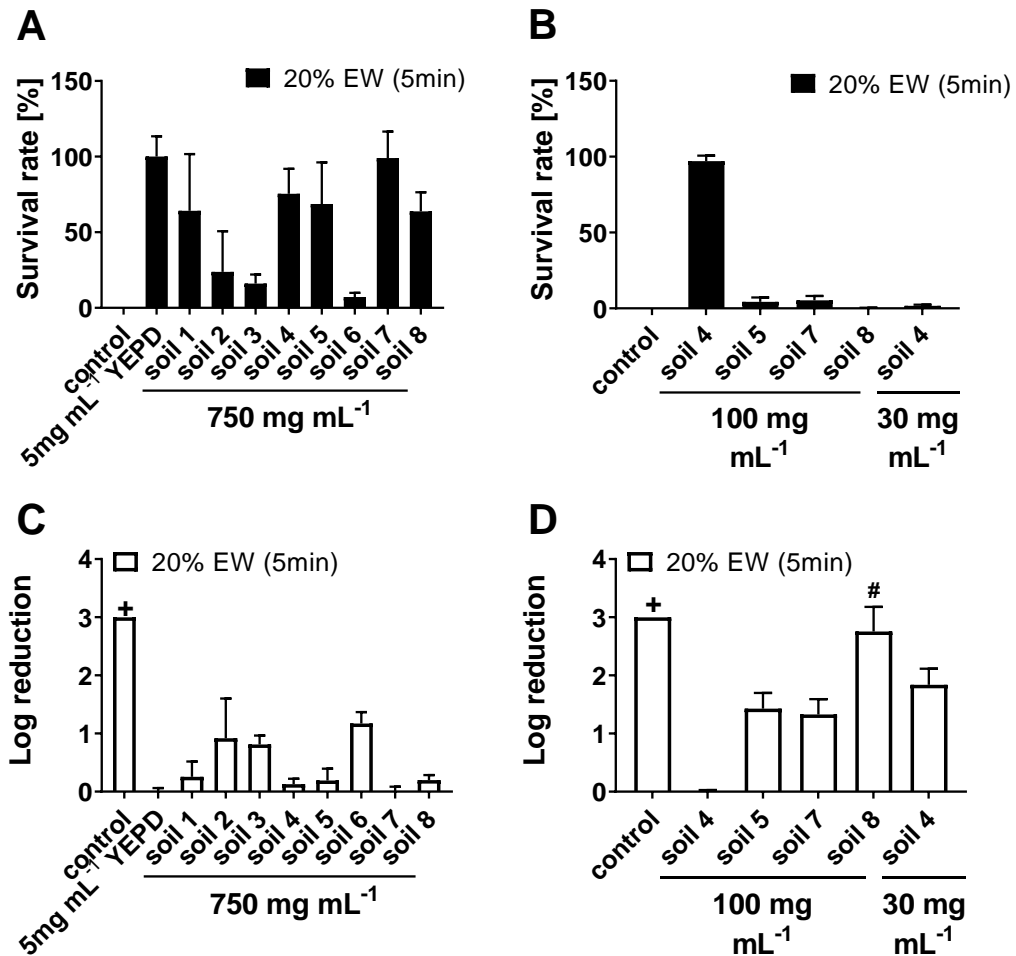 A
20% EW (5min)
Survival rate [%]
150
100
50
0
control
5mg mL⁻¹ YEPD
soil 1
soil 2
soil 3
soil 4
soil 5
soil 6
soil 7
soil 8
750 mg mL⁻¹
B
20% EW (5min)
Survival rate [%]
150
100
50
0
control
soil 4
soil 5
soil 7
soil 8
soil 4
100 mg
mL⁻¹
30 mg
mL⁻¹
C
20% EW (5min)
Log reduction
4
3
2
1
0
+
control
5mg mL⁻¹ YEPD
soil 1
soil 2
soil 3
soil 4
soil 5
soil 6
soil 7
soil 8
750 mg mL⁻¹
D
20% EW (5min)
Log reduction
4
3
2
1
0
+
#
control
soil 4
soil 5
soil 7
soil 8
soil 4
100 mg
mL⁻¹
30 mg
mL⁻¹